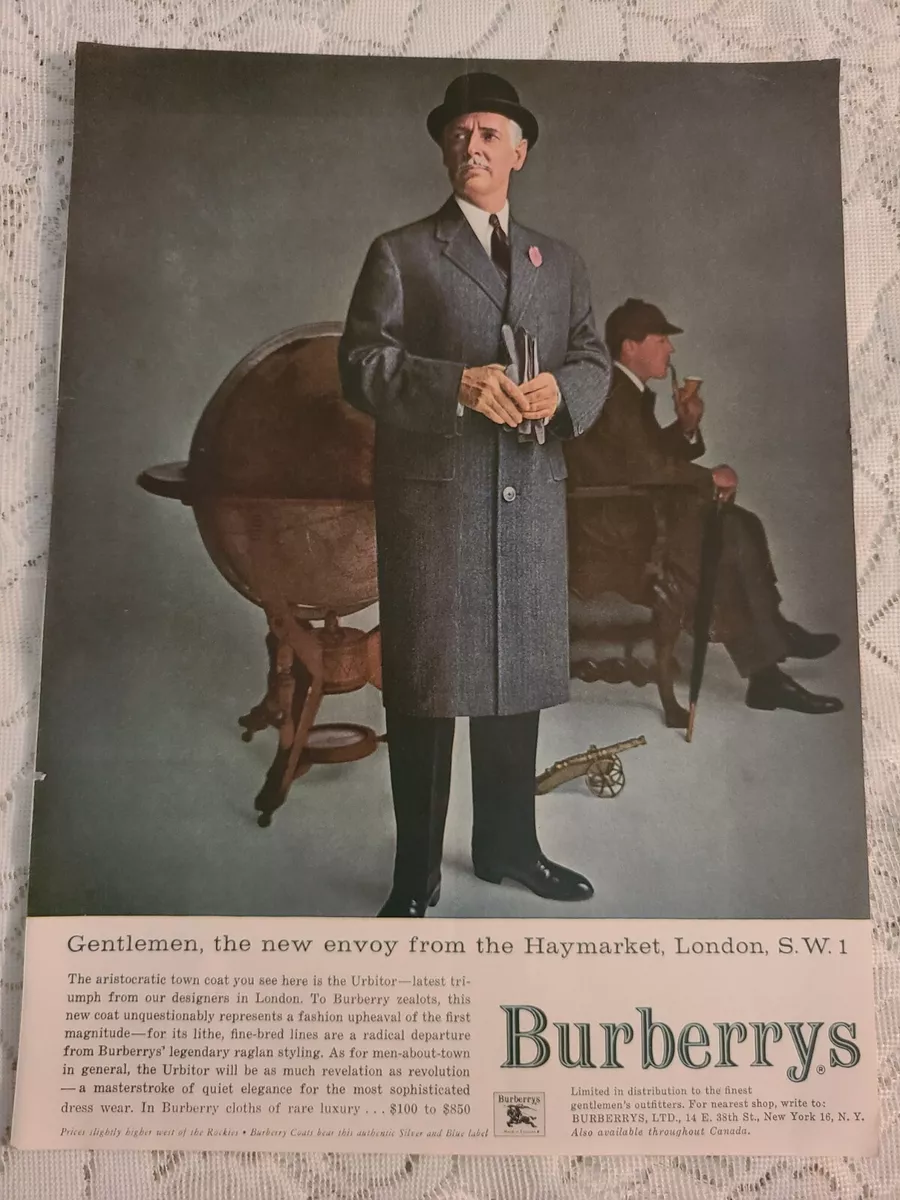 Gentlemen, the new envoy from the Haymarket, London, S.W. 1
The aristocratic town coat you see here is the Urbitor—latest tri-
umph from our designers in London. To Burberry zealots, this
new coat unquestionably represents a fashion upheaval of the first
magnitude—for its lithe, fine-bred lines are a radical departure
from Burberrys' legendary raglan styling. As for men-about-town
in general, the Urbitor will be as much revelation as revolution
—a masterstroke of quiet elegance for the most sophisticated
dress wear. In Burberry cloths of rare luxury ... $100 to $850
Prices slightly higher west of the Rockies • Burberry Coats bear this authentic Silver and Blue label
Burberrys
Burberrys®
Limited in distribution to the finest
gentlemen's outfitters. For nearest shop, write to:
BURBERRYS, LTD., 14 E. 38th St., New York 16, N. Y.
Also available throughout Canada.